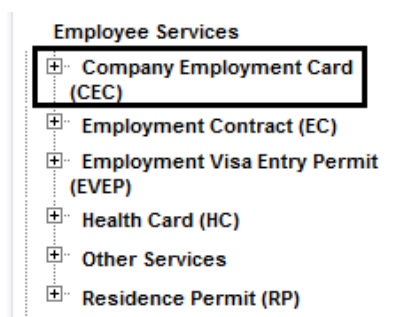 Employee Services
Company Employment Card
(CEC)
Employment Contract (EC)
Employment Visa Entry Permit
(EVEP)
Health Card (HC)
Other Services
Residence Permit (RP)